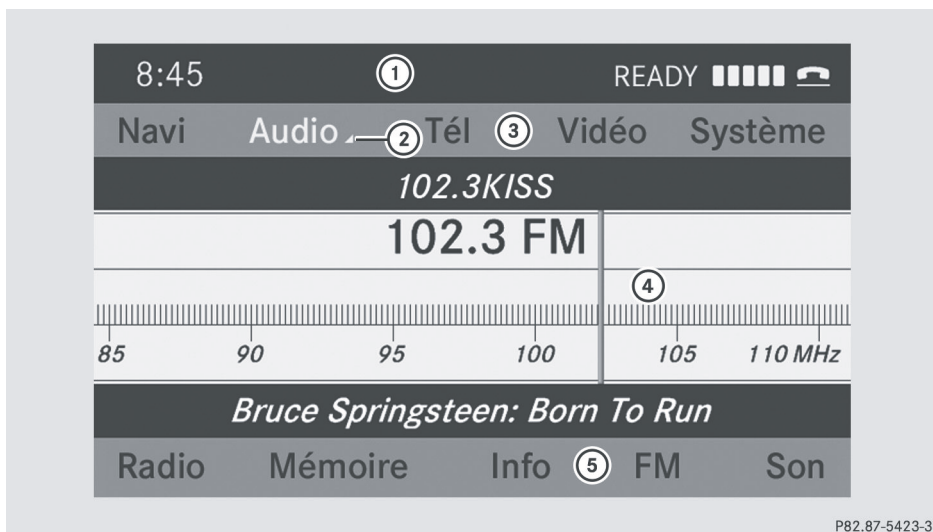 8:45 1 READY
Navi Audio 2 Tél 3 Vidéo Système
102.3KISS
102.3 FM
4
85 90 95 100 105 110 MHz
Bruce Springsteen: Born To Run
Radio Mémoire Info 5 FM Son
P82.87-5423-3